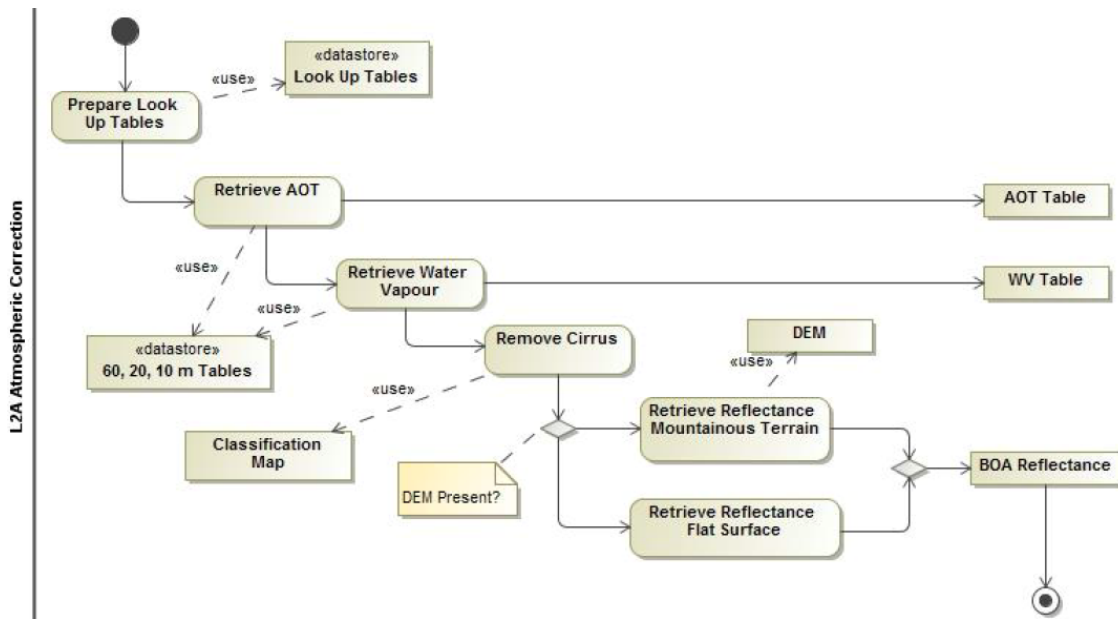 L2A Atmospheric Correction
«datastore»
Look Up Tables
«use»
Prepare Look
Up Tables
Retrieve AOT
AOT Table
«use»
Retrieve Water
Vapour
WV Table
«use»
«datastore»
60, 20, 10 m Tables
Remove Cirrus
DEM
«use»
«use»
Retrieve Reflectance
Mountainous Terrain
Classification
Map
DEM Present?
BOA Reflectance
Retrieve Reflectance
Flat Surface